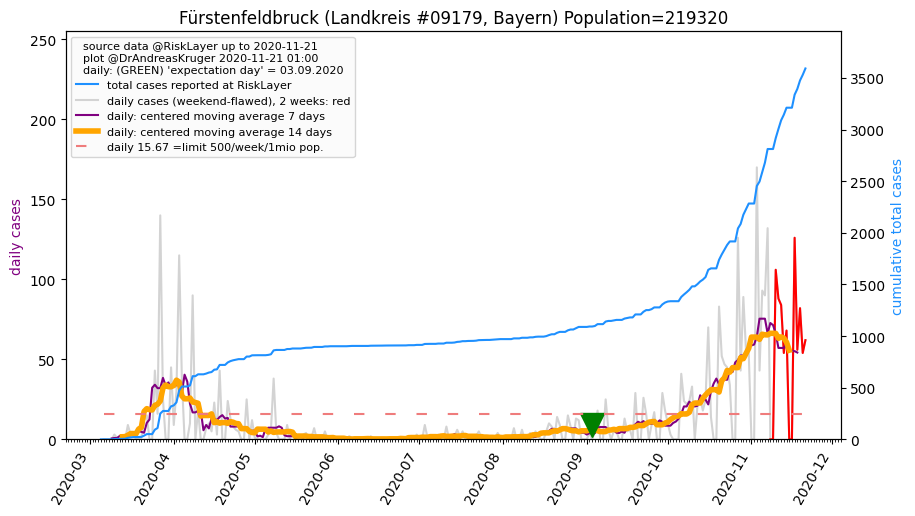 Fürstenfeldbruck (Landkreis #09179, Bayern) Population=219320
source data @RiskLayer up to 2020-11-21
plot @DrAndreasKruger 2020-11-21 01:00
daily: (GREEN) 'expectation day' = 03.09.2020
total cases reported at RiskLayer
daily cases (weekend-flawed), 2 weeks: red
daily: centered moving average 7 days
daily: centered moving average 14 days
daily 15.67 =limit 500/week/1mio pop.
daily cases
250
200
150
100
50
0
cumulative total cases
3500
3000
2500
2000
1500
1000
500
0
2020-03
2020-04
2020-05
2020-06
2020-07
2020-08
2020-09
2020-10
2020-11
2020-12